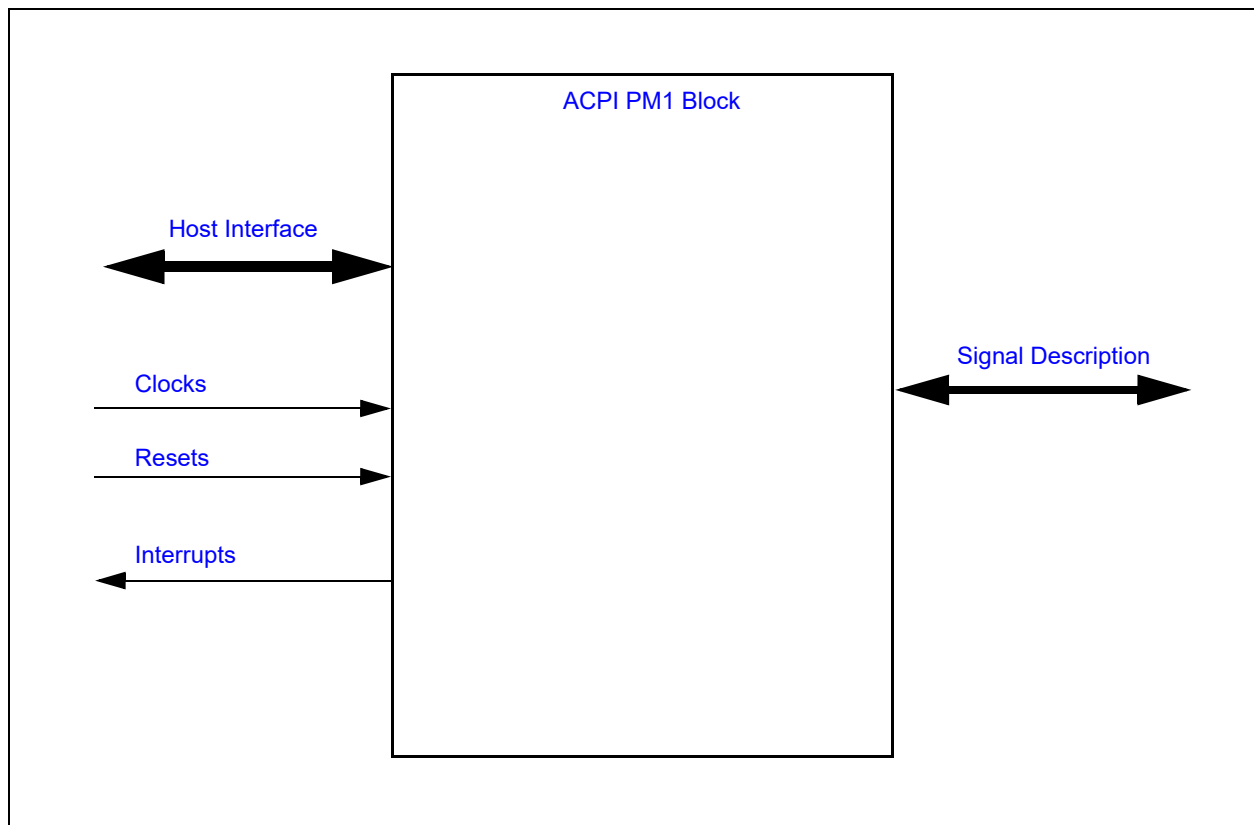 ACPI PM1 Block
Host Interface
Signal Description
Clocks
Resets
Interrupts